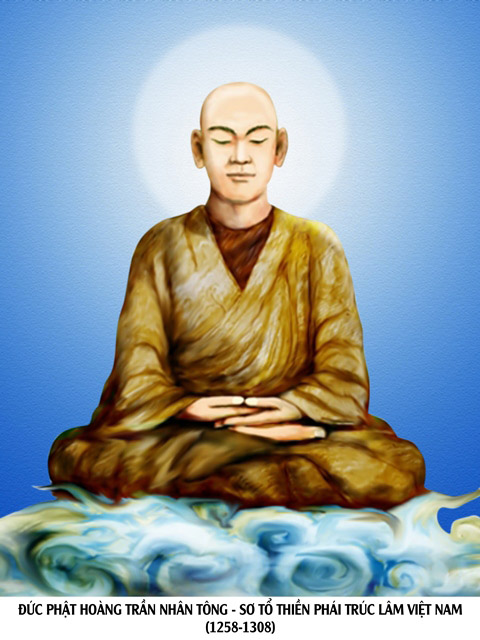 ĐỨC PHẬT HOÀNG TRẦN NHÂN TÔNG - SƠ TỔ THIỀN PHÁI TRÚC LÂM VIỆT NAM
(1258-1308)